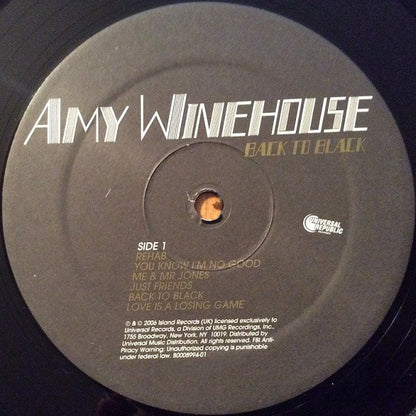 AMY WINEHOUSE
BACK TO BLACK
UNIVERSAL
REPUBLIC
SIDE 1
REHAB
YOU KNOW I'M NO GOOD
ME & MR JONES
JUST FRIENDS
BACK TO BLACK
LOVE IS A LOSING GAME
℗ & © 2006 Island Records (UK) licensed exclusively to
Universal Records, a Division of UMG Recordings, Inc.,
1755 Broadway, New York, NY 10019. Distributed by
Universal Music Distribution. All rights reserved. FBI Anti-
Piracy Warning: Unauthorized copying is punishable
under federal law. B0008994-01